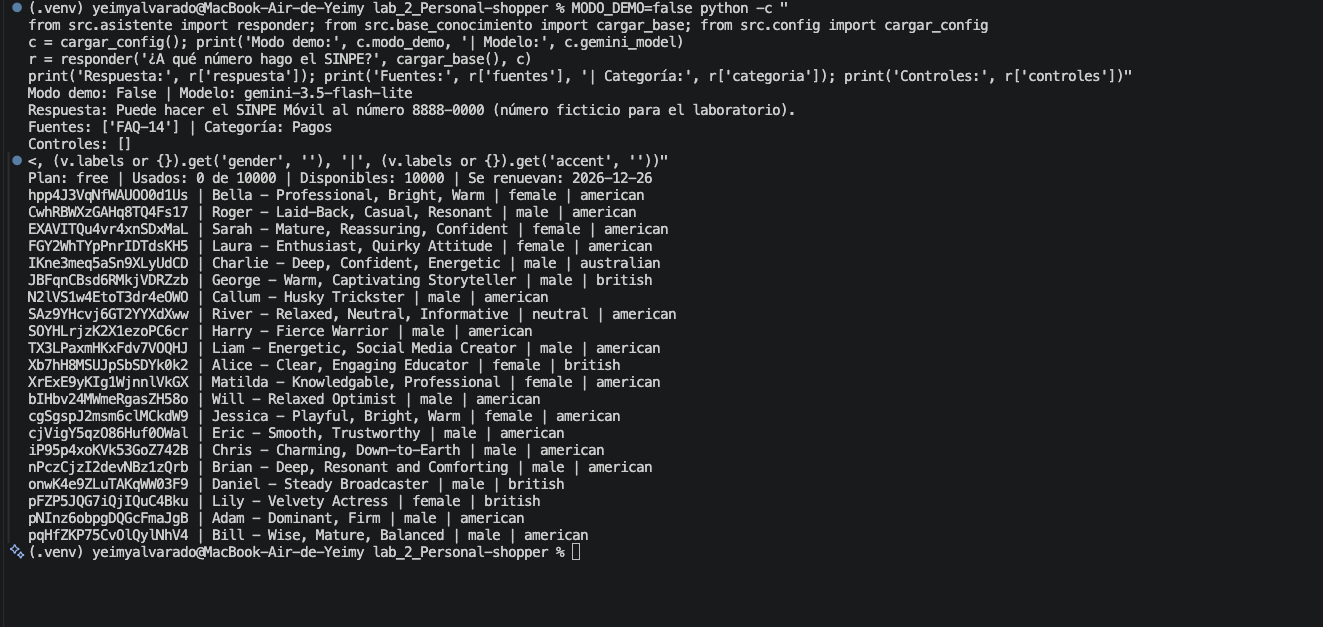 (.venv) yeimyalvarado@MacBook-Air-de-Yeimy lab_2_Personal-shopper % MODO_DEMO=false python -c "
from src.asistente import responder; from src.base_conocimiento import cargar_base; from src.config import cargar_config
c = cargar_config(); print('Modo demo:', c.modo_demo, '| Modelo:', c.gemini_model)
r = responder('¿A qué número hago el SINPE?', cargar_base(), c)
print('Respuesta:', r['respuesta']); print('Fuentes:', r['fuentes'], '| Categoría:', r['categoria']); print('Controles:', r['controles'])"
Modo demo: False | Modelo: gemini-3.5-flash-lite
Respuesta: Puede hacer el SINPE Móvil al número 8888-0000 (número ficticio para el laboratorio).
Fuentes: ['FAQ-14'] | Categoría: Pagos
Controles: []
<, (v.labels or {}).get('gender', ''), '|', (v.labels or {}).get('accent', ''))"
Plan: free | Usados: 0 de 10000 | Disponibles: 10000 | Se renuevan: 2026-12-26
hpp4J3VqNfWAUOO0d1Us | Bella - Professional, Bright, Warm | female | american
CwhRBWXzGAHq8TQ4Fs17 | Roger - Laid-Back, Casual, Resonant | male | american
EXAVITQu4vr4xnSDxMaL | Sarah - Mature, Reassuring, Confident | female | american
FGY2WhTYpPnrIDTdsKH5 | Laura - Enthusiast, Quirky Attitude | female | american
IKne3meq5aSn9XLyUdCD | Charlie - Deep, Confident, Energetic | male | australian
JBFqnCBsd6RMkjVDRZzb | George - Warm, Captivating Storyteller | male | british
N2lVS1w4EtoT3dr4eOWO | Callum - Husky Trickster | male | american
SAz9YHcvj6GT2YYXdXww | River - Relaxed, Neutral, Informative | neutral | american
SOYHLrjzK2X1ezoPC6cr | Harry - Fierce Warrior | male | american
TX3LPaxmHKxFdv7VOQHJ | Liam - Energetic, Social Media Creator | male | american
Xb7hH8MSUJpSbSDYk0k2 | Alice - Clear, Engaging Educator | female | british
XrExE9yKIg1WjnnlVkGX | Matilda - Knowledgable, Professional | female | american
bIHbv24MWmeRgasZH58o | Will - Relaxed Optimist | male | american
cgSgspJ2msm6clMCkdW9 | Jessica - Playful, Bright, Warm | female | american
cjVigY5qzO86Huf0OWal | Eric - Smooth, Trustworthy | male | american
iP95p4xoKVk53GoZ742B | Chris - Charming, Down-to-Earth | male | american
nPczCjzI2devNBz1zQrb | Brian - Deep, Resonant and Comforting | male | american
onwK4e9ZLuTAKqWW03F9 | Daniel - Steady Broadcaster | male | british
pFZP5JQG7iQjIQuC4Bku | Lily - Velvety Actress | female | british
pNInz6obpgDQGcFmaJgB | Adam - Dominant, Firm | male | american
pqHfZKP75CvOlQylNhV4 | Bill - Wise, Mature, Balanced | male | american
(.venv) yeimyalvarado@MacBook-Air-de-Yeimy lab_2_Personal-shopper %